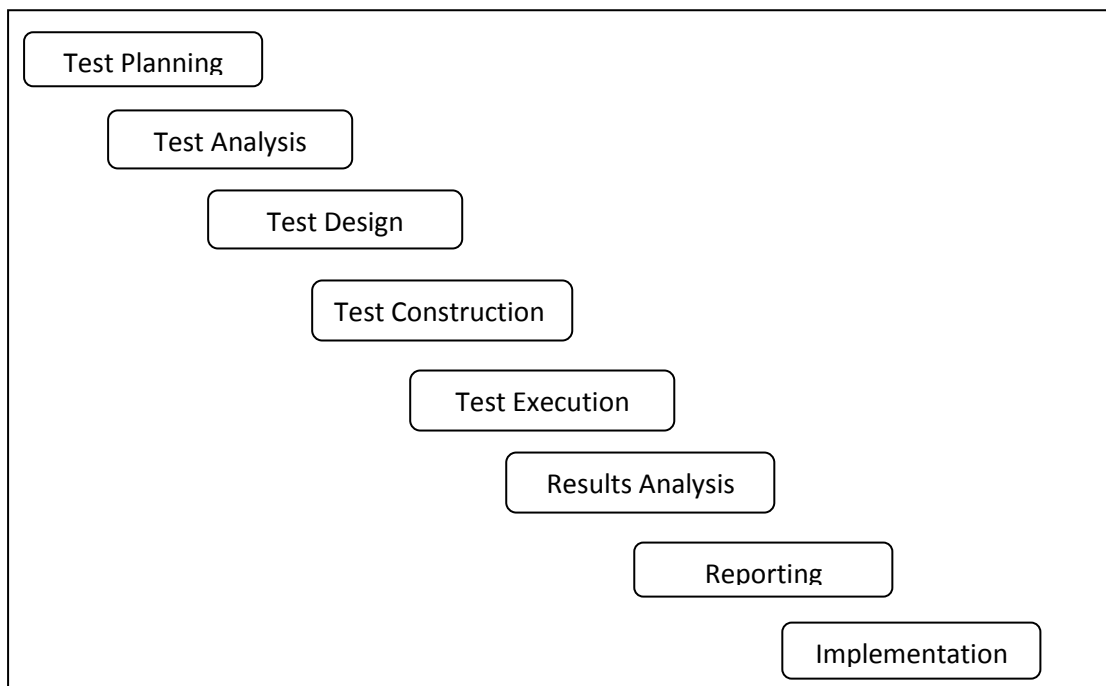 Test Planning
Test Analysis
Test Design
Test Construction
Test Execution
Results Analysis
Reporting
Implementation